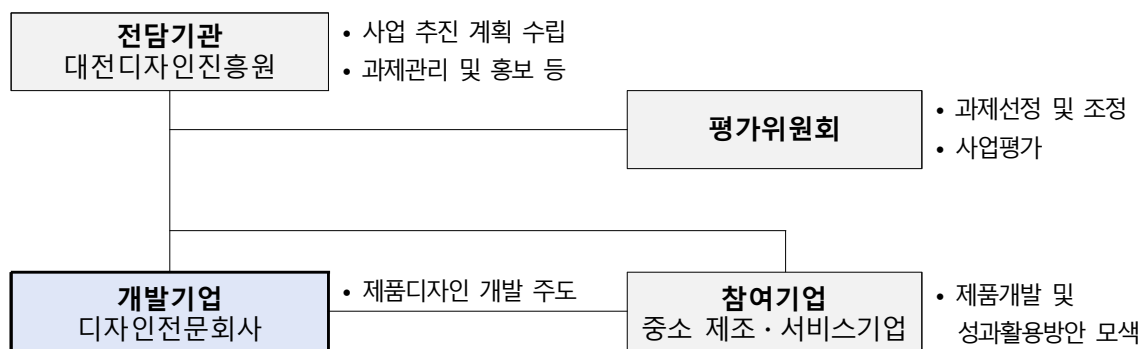 전담기관
대전디자인진흥원
• 사업 추진 계획 수립
• 과제관리 및 홍보 등
평가위원회
• 과제선정 및 조정
• 사업평가
개발기업
디자인전문회사
• 제품디자인 개발 주도
참여기업
중소 제조·서비스기업
• 제품개발 및
성과활용방안 모색